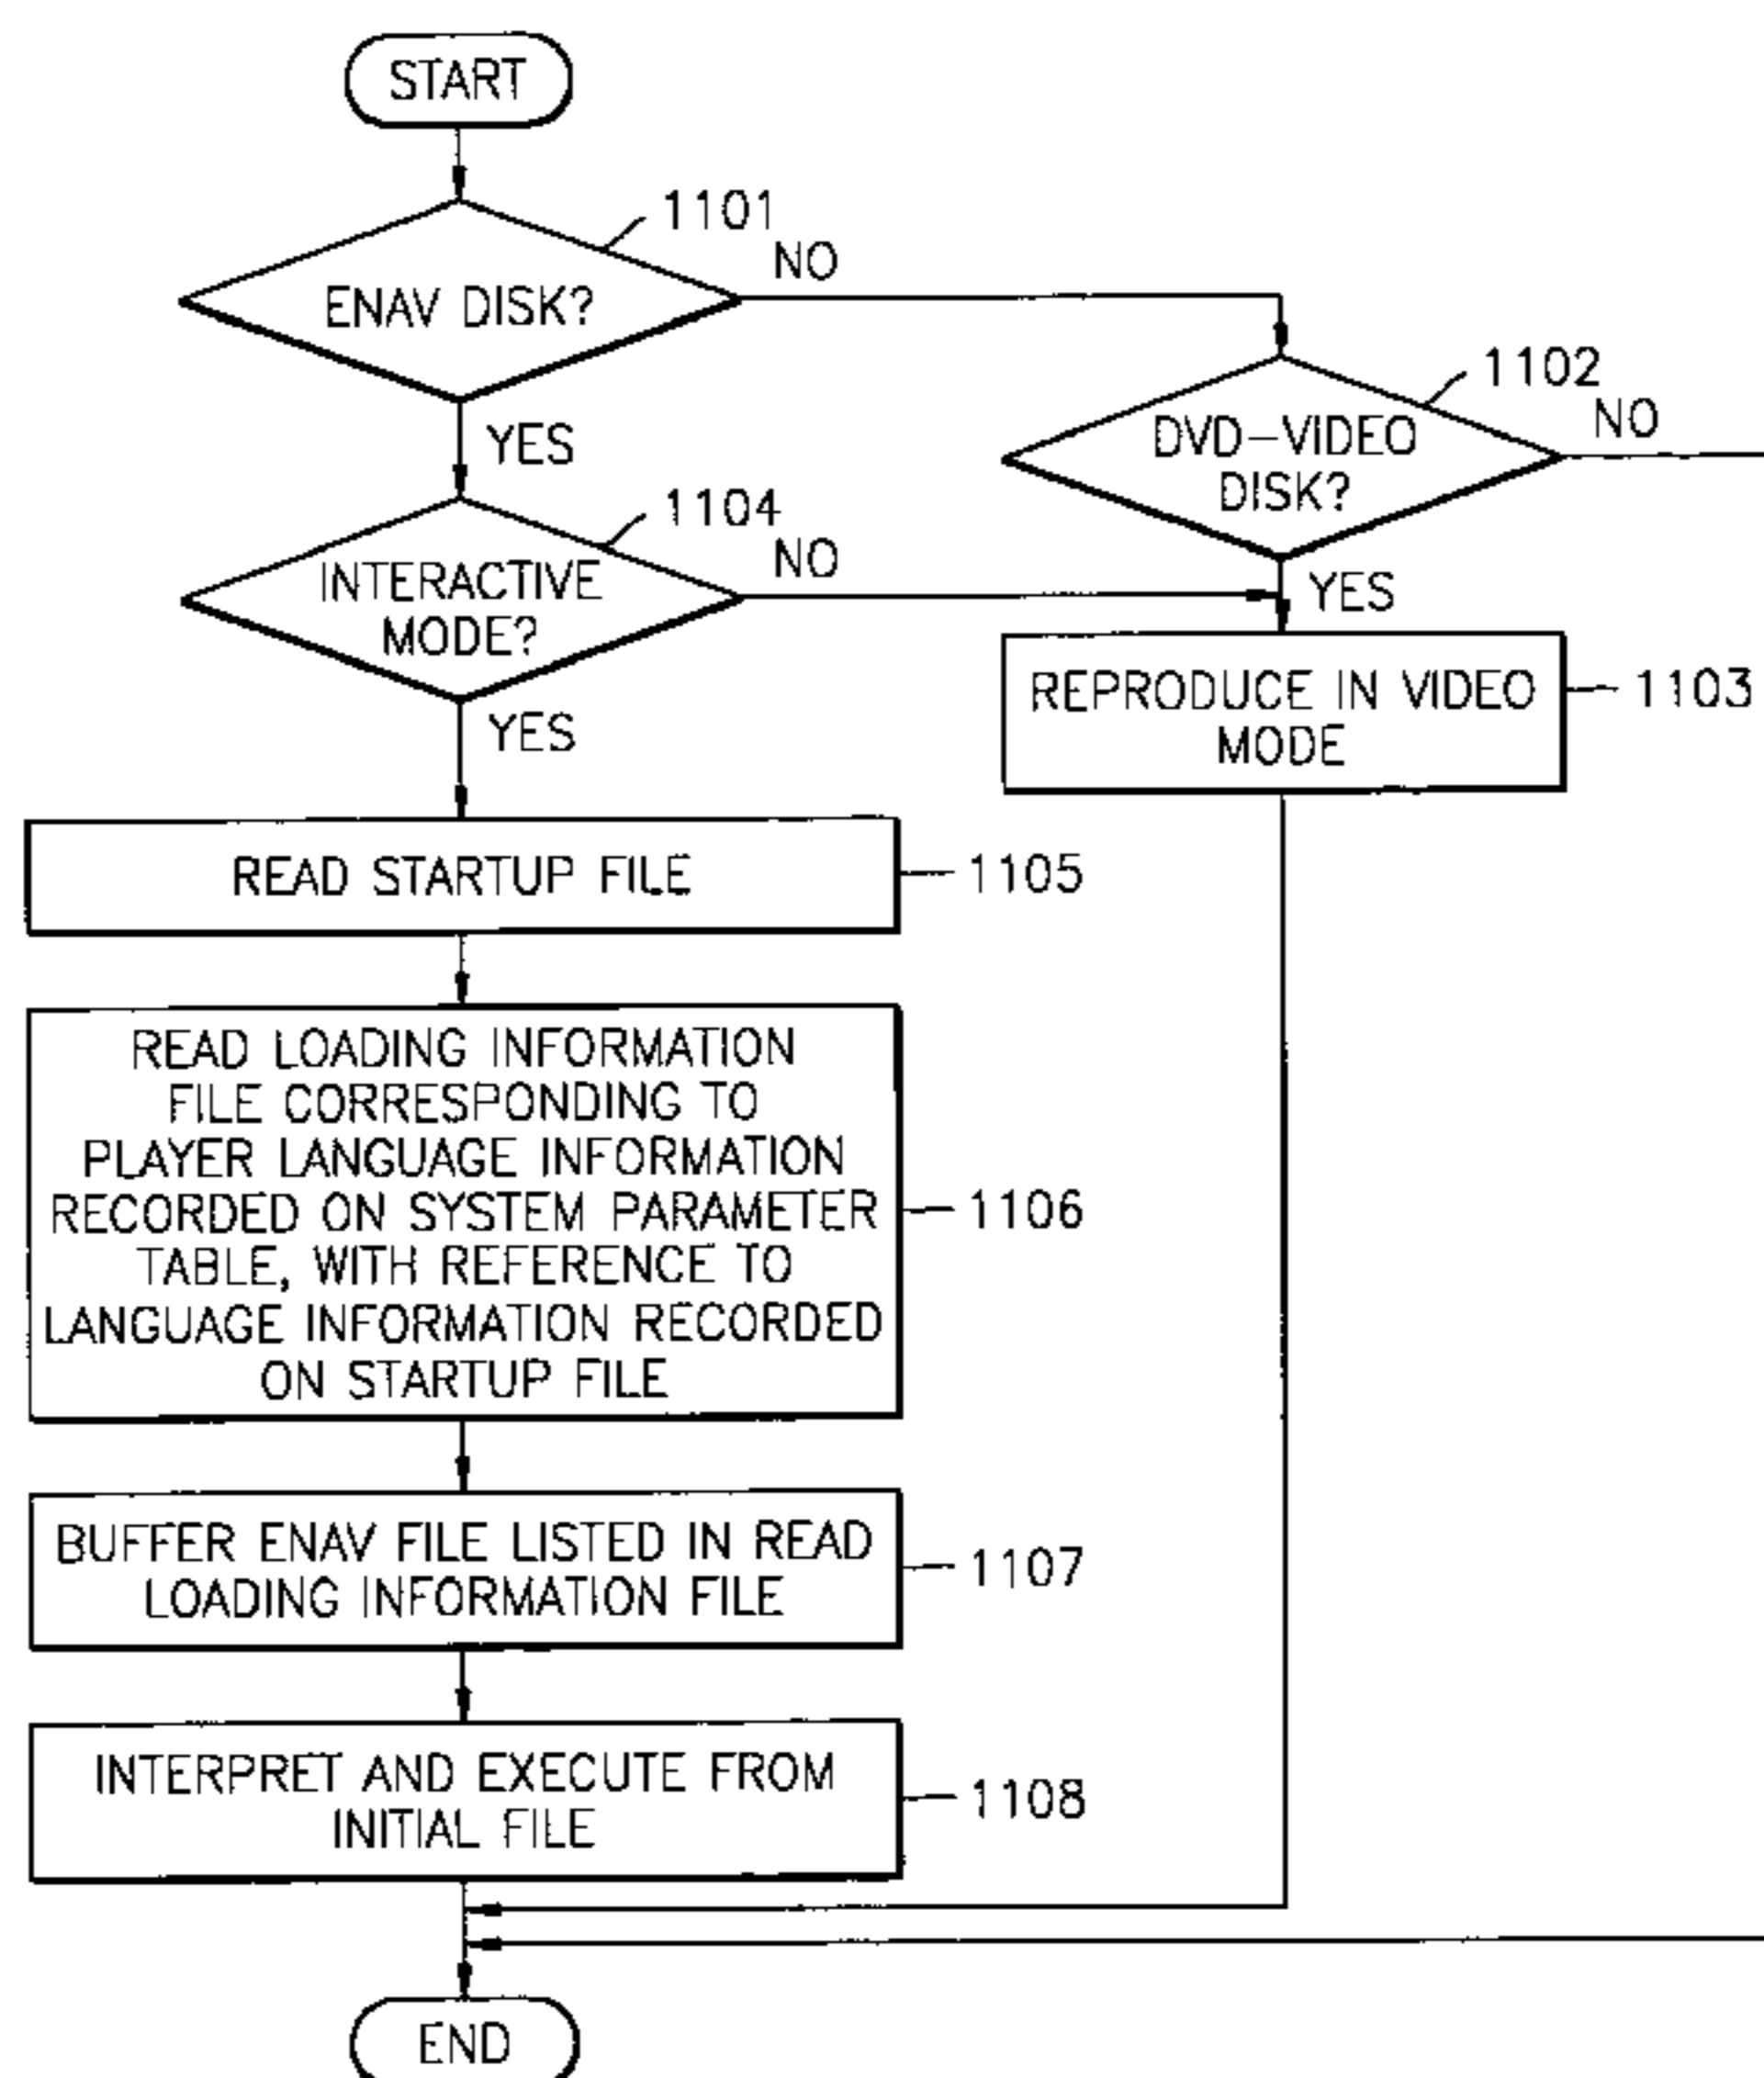 START
1101
NO
ENAV DISK?
1102
NO
YES
DVD-VIDEO
DISK?
1104
NO
INTERACTIVE
MODE?
YES
REPRODUCE IN VIDEO
MODE
1103
YES
READ STARTUP FILE
1105
READ LOADING INFORMATION
FILE CORRESPONDING TO
PLAYER LANGUAGE INFORMATION
RECORDED ON SYSTEM PARAMETER
TABLE, WITH REFERENCE TO
LANGUAGE INFORMATION RECORDED
ON STARTUP FILE
1106
BUFFER ENAV FILE LISTED IN READ
LOADING INFORMATION FILE
1107
INTERPRET AND EXECUTE FROM
INITIAL FILE
1108
END